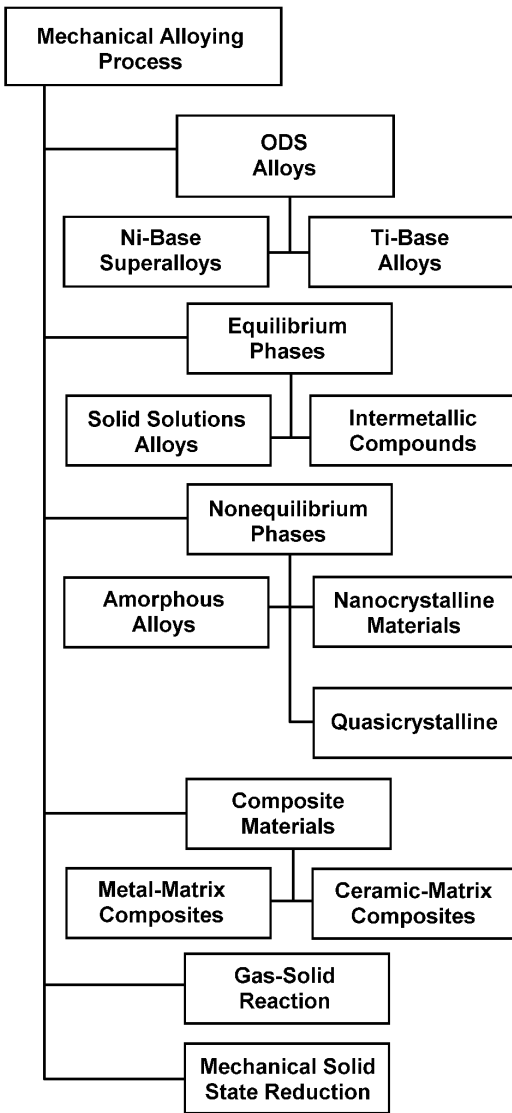 Mechanical Alloying
Process
ODS
Alloys
Ni-Base
Superalloys
Ti-Base
Alloys
Equilibrium
Phases
Solid Solutions
Alloys
Intermetallic
Compounds
Nonequilibrium
Phases
Amorphous
Alloys
Nanocrystalline
Materials
Quasicrystalline
Composite
Materials
Metal-Matrix
Composites
Ceramic-Matrix
Composites
Gas-Solid
Reaction
Mechanical Solid
State Reduction